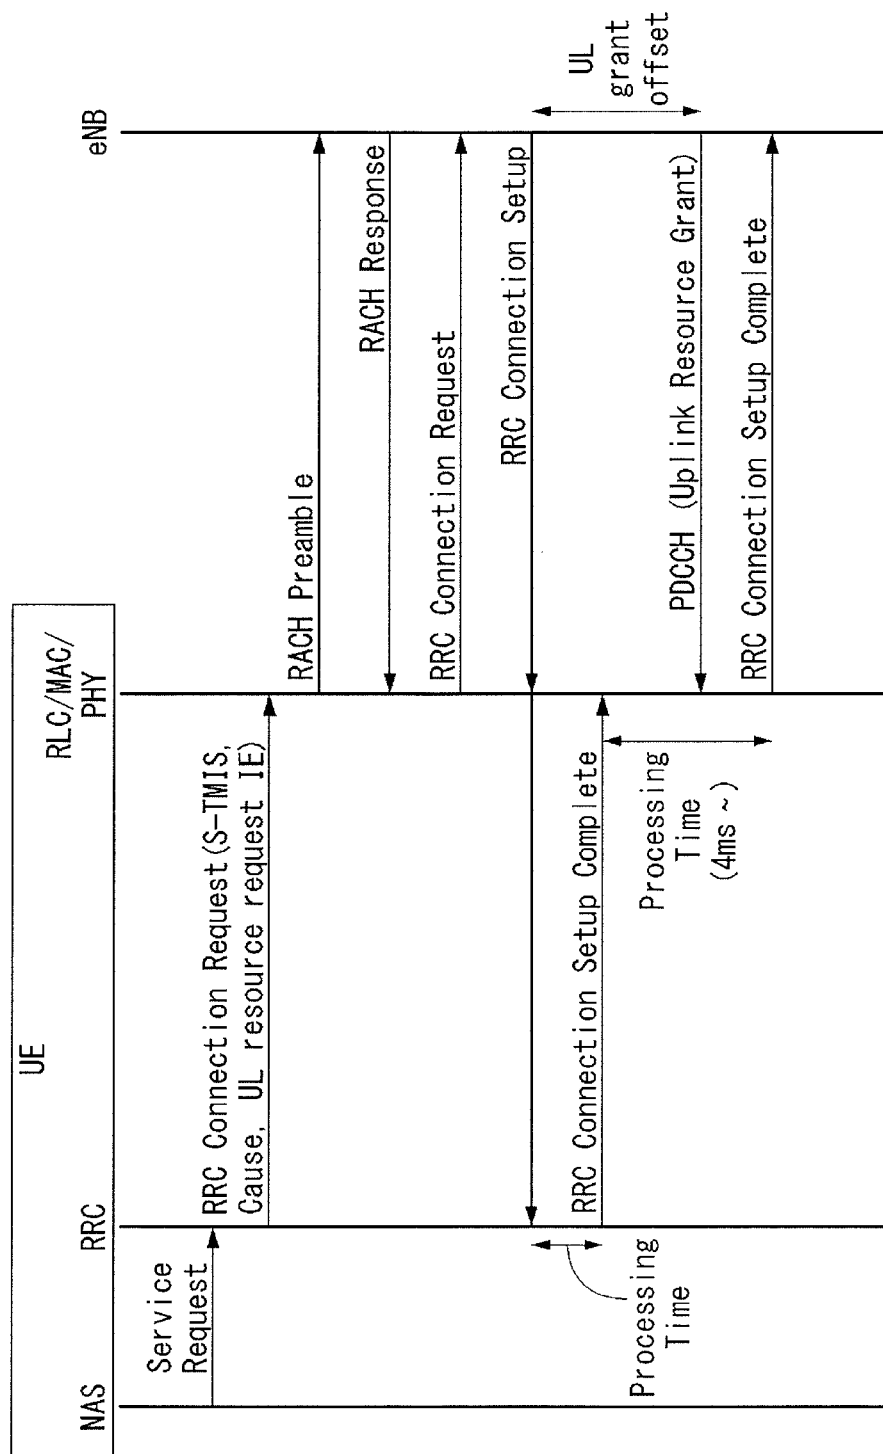 UE
NAS
RRC
RLC/MAC/
PHY
eNB
Service
Request
RRC Connection Request(S-TMIS,
Cause, UL resource request IE)
RACH Preamble
RACH Response
RRC Connection Request
RRC Connection Setup
UL
grant
offset
Processing
Time
RRC Connection Setup Complete
Processing
Time
(4ms ~)
PDCCH (Uplink Resource Grant)
RRC Connection Setup Complete